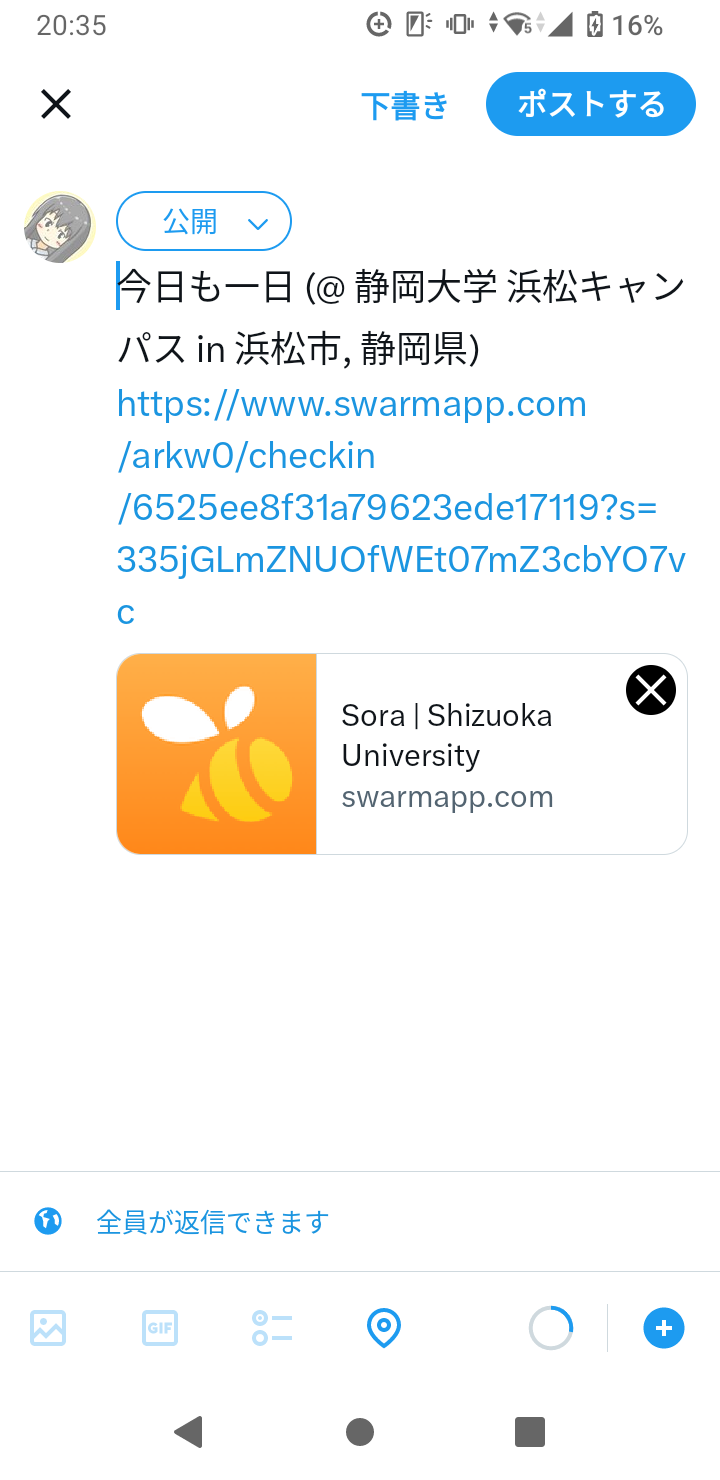 20:35
5
16%
下書き
ポストする
公開
今日も一日 (@ 静岡大学 浜松キャン
パス in 浜松市, 静岡県)
https://www.swarmapp.com
/arkw0/checkin
/6525ee8f31a79623ede17119?s=
335jGLmZNUOfWEt07mZ3cbYO7v
c
Sora | Shizuoka
University
swarmapp.com
全員が返信できます
GIF